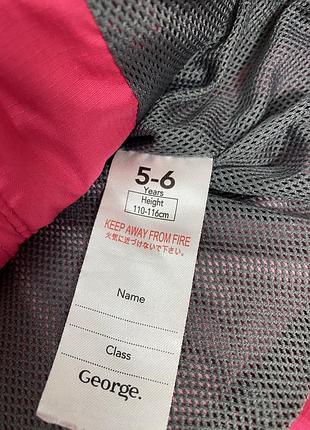 5-6
Years
Height
110-116cm
KEEP AWAY FROM FIRE
火気に近づけないで下さい。
Name
Class
George.